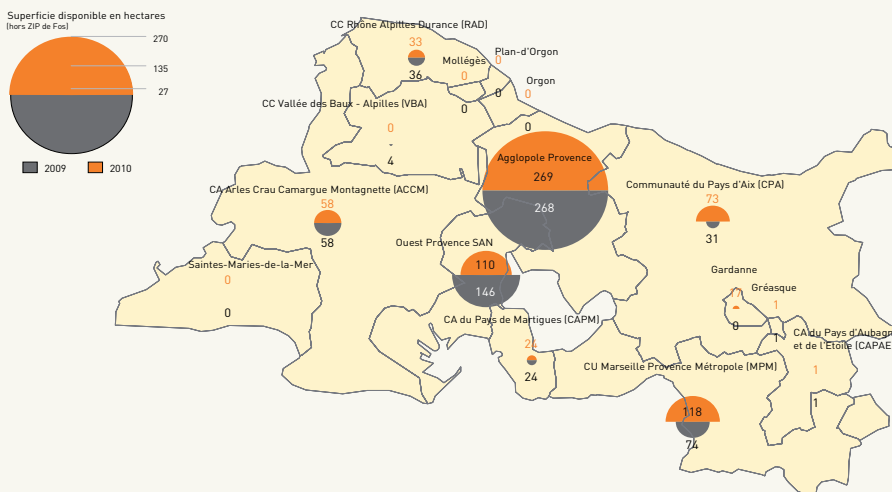 Superficie disponible en hectares
(hors ZIP de Fos)
270
135
27
2009
2010
CC Rhône Alpilles Durance (RAD)
33
36
Mollégès
0
0
Plan-d'Orgon
0
0
Orgon
0
0
CC Vallée des Baux - Alpilles (VBA)
0
-
4
Agglopole Provence
269
268
Communauté du Pays d'Aix (CPA)
73
31
CA Arles Crau Camargue Montagnette (ACCM)
58
58
Ouest Provence SAN
110
146
Saintes-Maries-de-la-Mer
0
0
Gardanne
17
0
Gréasque
1
1
CA du Pays de Martigues (CAPM)
24
24
CA du Pays d'Aubagn
et de l'Etoile (CAPAE
1
1
CU Marseille Provence Métropole (MPM)
118
74